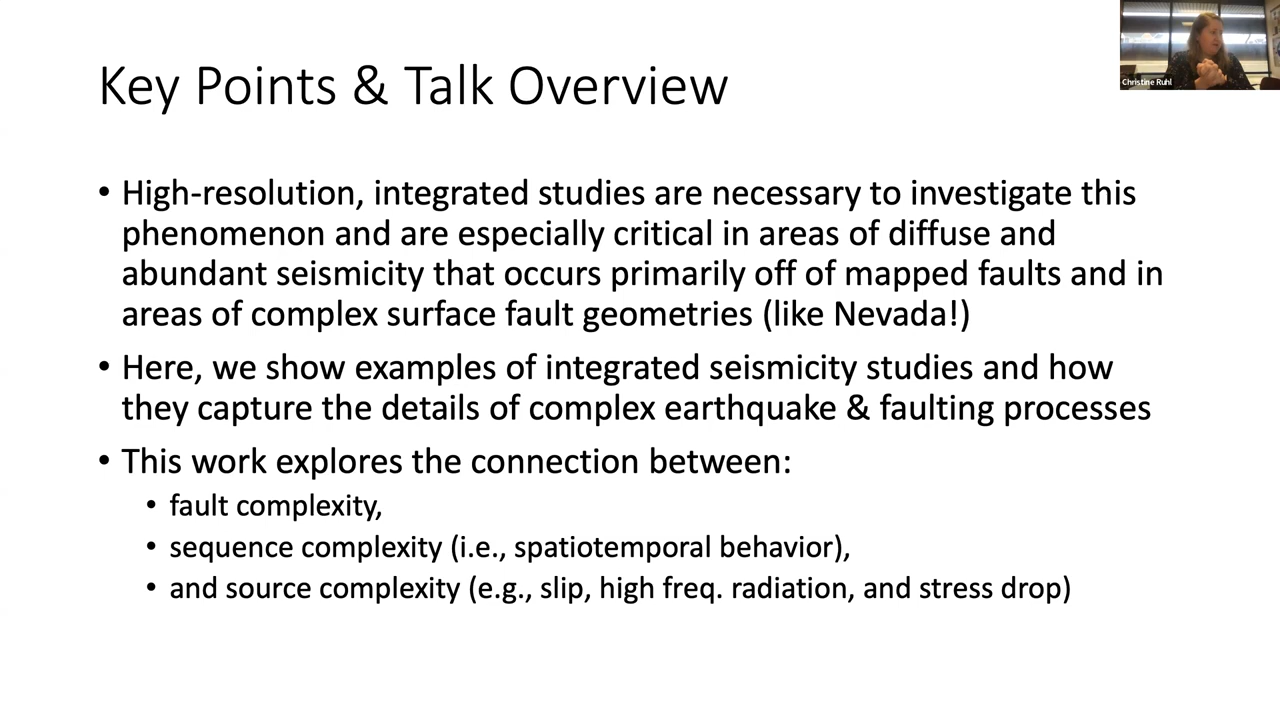 Key Points & Talk Overview
Christine Ruhl
• High-resolution, integrated studies are necessary to investigate this
phenomenon and are especially critical in areas of diffuse and
abundant seismicity that occurs primarily off of mapped faults and in
areas of complex surface fault geometries (like Nevada!)
• Here, we show examples of integrated seismicity studies and how
they capture the details of complex earthquake & faulting processes
• This work explores the connection between:
• fault complexity,
• sequence complexity (i.e., spatiotemporal behavior),
• and source complexity (e.g., slip, high freq. radiation, and stress drop)